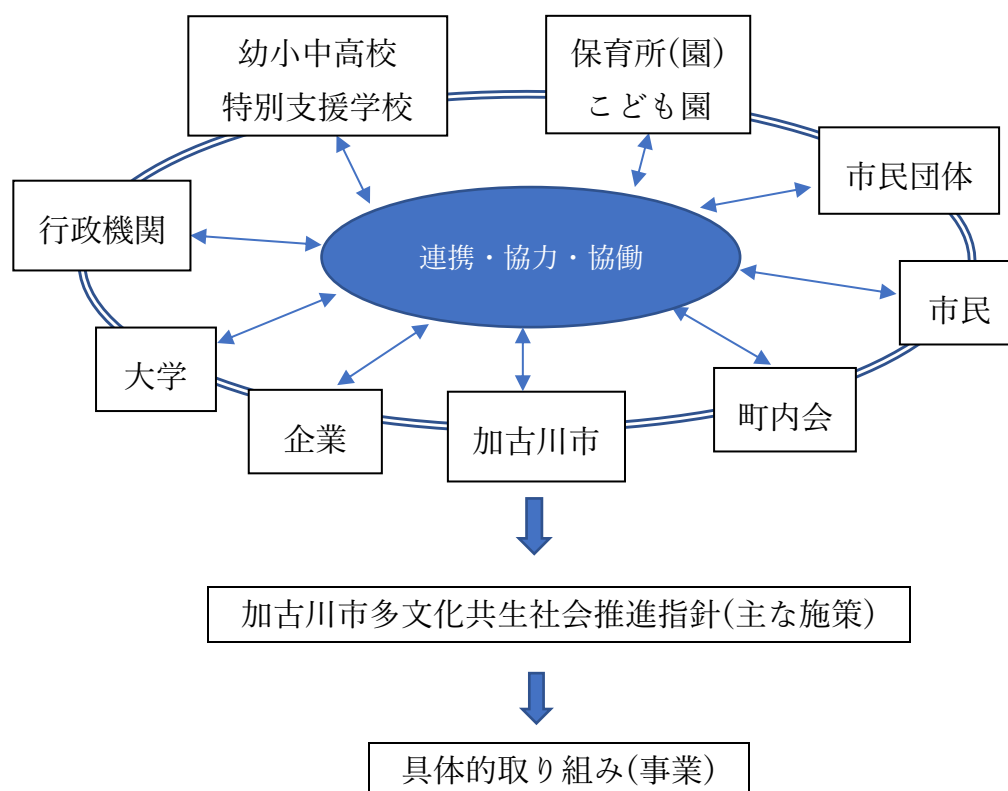 幼小中高校
特別支援学校
保育所(園)
こども園
市民団体
行政機関
連携・協力・協働
市民
大学
企業
加古川市
町内会
加古川市多文化共生社会推進指針(主な施策)
具体的取り組み(事業)